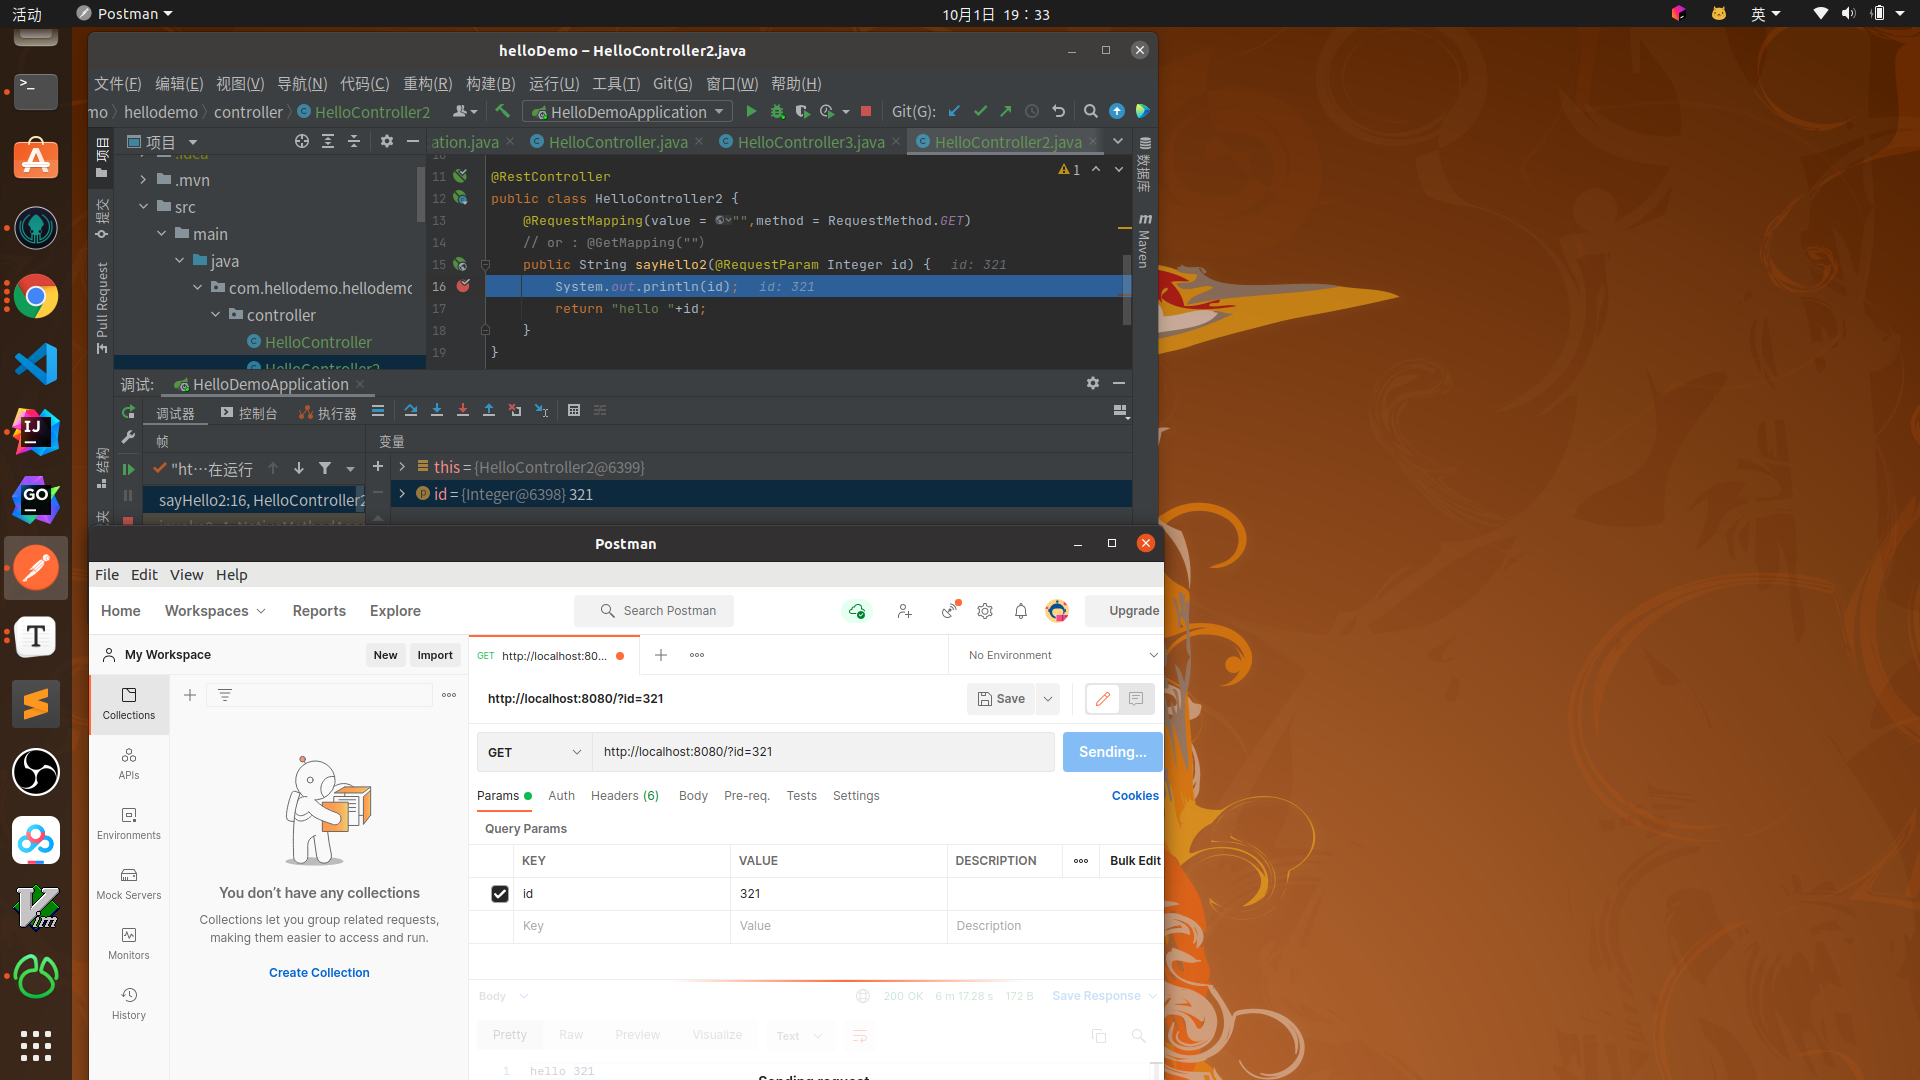 活动
Postman
10月1日 19：33
英
helloDemo – HelloController2.java
文件(F) 编辑(E) 视图(V) 导航(N) 代码(C) 重构(R) 构建(B) 运行(U) 工具(T) Git(G) 窗口(W) 帮助(H)
mo hellodemo controller HelloController2
HelloDemoApplication
Git(G):
项目
ation.java HelloController.java HelloController3.java HelloController2.java
项目
提交
Pull Request
结构
数据库
Maven
.idea
.mvn
src
main
java
com.hellodemo.hellodemo
controller
HelloController
HelloController2
1
11 @RestController
12 public class HelloController2 {
13 @RequestMapping(value = "",method = RequestMethod.GET)
14 // or : @GetMapping("")
15 public String sayHello2(@RequestParam Integer id) { id: 321
16 System.out.println(id); id: 321
17 return "hello "+id;
18 }
19 }
调试: HelloDemoApplication
调试器 控制台 执行器
帧
变量
"ht…在运行
this = {HelloController2@6399}
sayHello2:16, HelloController2
id = {Integer@6398} 321
Postman
File Edit View Help
Home Workspaces Reports Explore
Search Postman
Upgrade
My Workspace
New Import
GET http://localhost:80...
No Environment
Collections
APIs
Environments
Mock Servers
Monitors
History
You don’t have any collections
Collections let you group related requests,
making them easier to access and run.
Create Collection
http://localhost:8080/?id=321
Save
GET http://localhost:8080/?id=321
Sending...
Params Auth Headers (6) Body Pre-req. Tests Settings
Cookies
Query Params
KEY VALUE DESCRIPTION
Bulk Edit
id 321
Key Value Description
Body
200 OK 6 m 17.28 s 172 B Save Response
Pretty Raw Preview Visualize Text
1 hello 321
Sending request
IJ
GO
T
Vim